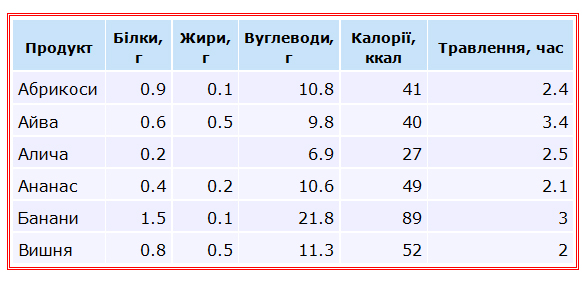 Продукт Білки, г Жири, г Вуглеводи, г Калорії, ккал Травлення, час
Абрикоси 0.9 0.1 10.8 41 2.4
Айва 0.6 0.5 9.8 40 3.4
Алича 0.2 6.9 27 2.5
Ананас 0.4 0.2 10.6 49 2.1
Банани 1.5 0.1 21.8 89 3
Вишня 0.8 0.5 11.3 52 2